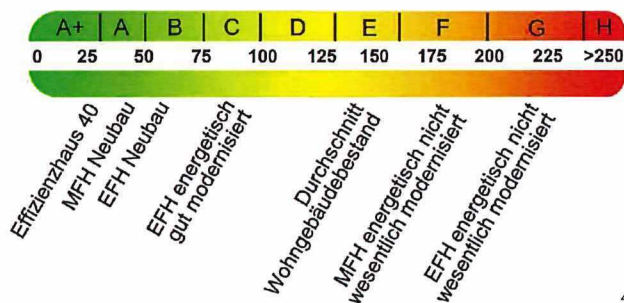 A+ A B C D E F G H
0 25 50 75 100 125 150 175 200 225 >250
Effizienzhaus 40
MFH Neubau
EFH Neubau
EFH energetisch
gut modernisiert
Durchschnitt
Wohngebäudebestand
MFH energetisch nicht
wesentlich modernisiert
EFH energetisch nicht
wesentlich modernisiert